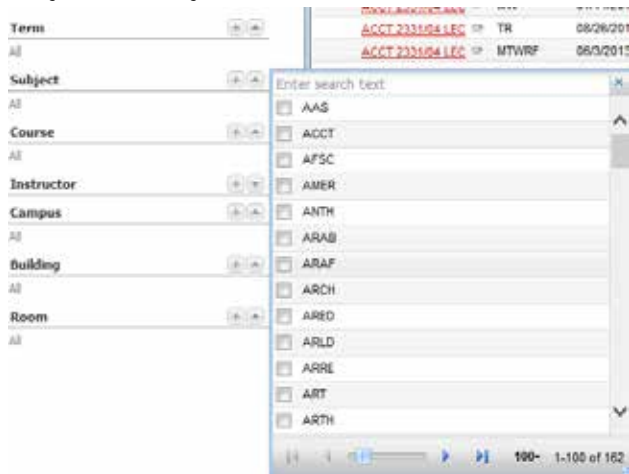 Term
All
Subject
All
Course
All
Instructor
Campus
All
Building
All
Room
All
ACCT 2331/04 LEC TR 08/26/201
ACCT 2331/04 LEC MTWRF 06/3/2013
Enter search text
AAS
ACCT
AFSC
AMER
ANTH
ARAB
ARAF
ARCH
ARED
ARLD
ARRE
ART
ARTH
100- 1-100 of 162